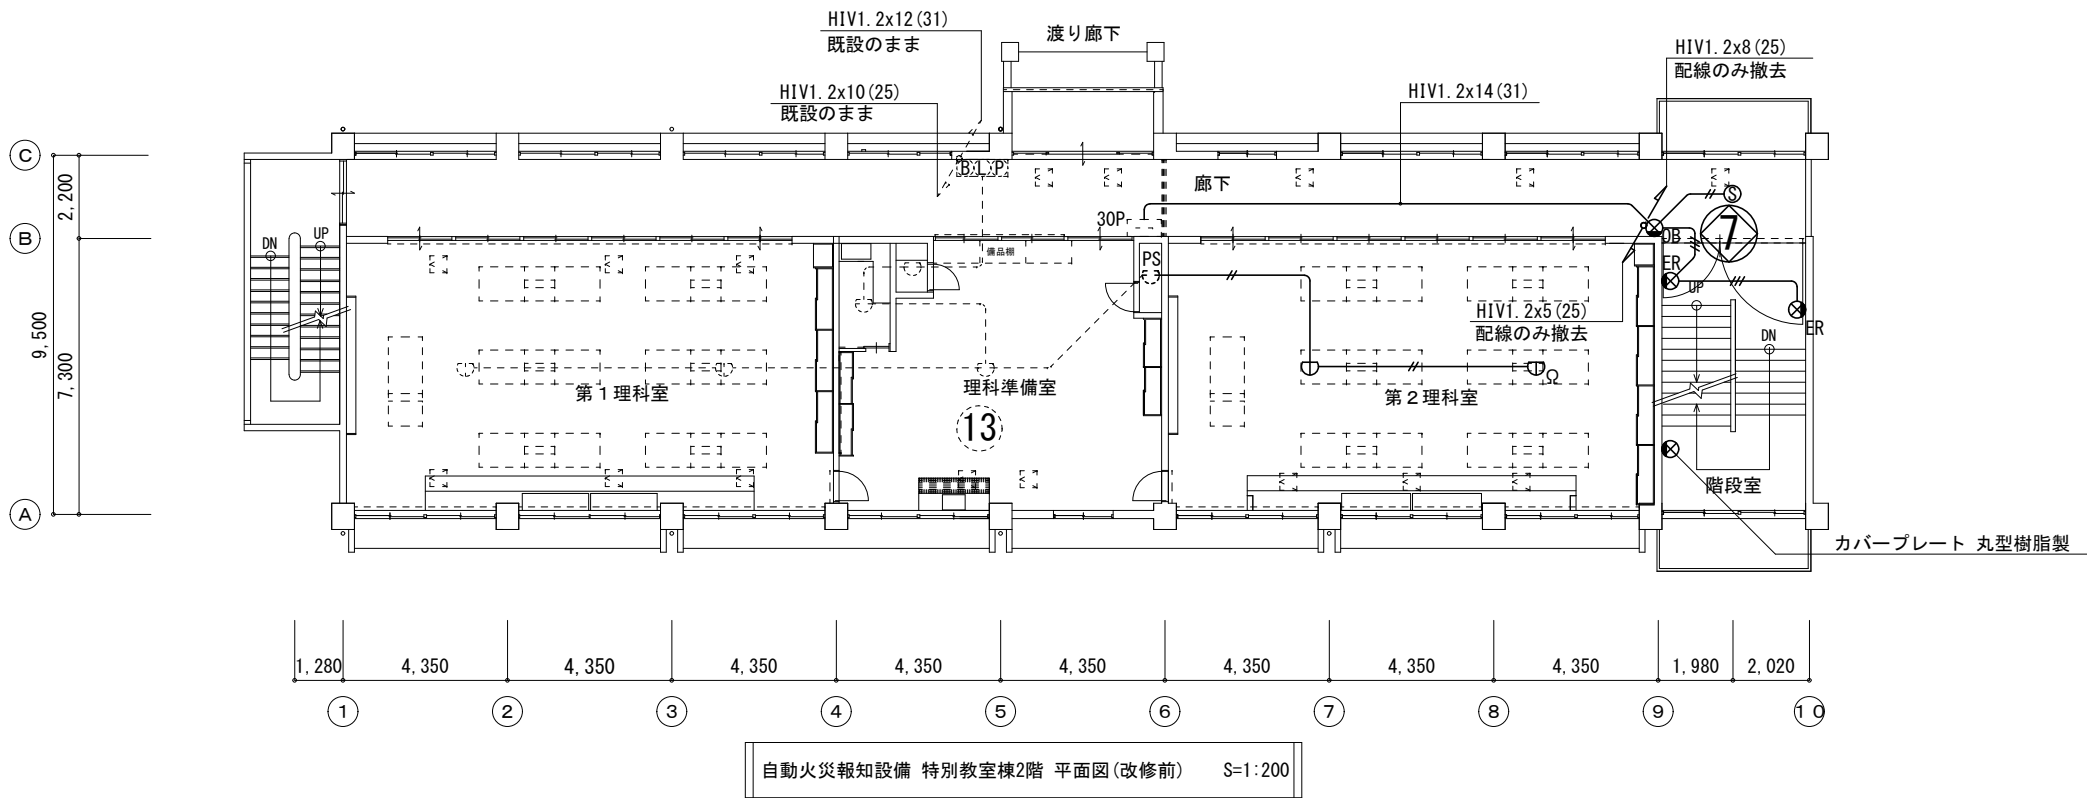 HIV1.2x12(31)
既設のまま
渡り廊下
HIV1.2x8(25)
配線のみ撤去
HIV1.2x10(25)
既設のまま
HIV1.2x14(31)
C
B L P
廊下
S
2,200
30P
7
B
DN
UP
OB
備品棚
PS
ER
UP
9,500
HIV1.2x5(25)
配線のみ撤去
ER
DN
7,300
第1理科室
理科準備室
第2理科室
13
階段室
A
カバープレート 丸型樹脂製
1,280
4,350
4,350
4,350
4,350
4,350
4,350
4,350
4,350
1,980
2,020
1
2
3
4
5
6
7
8
9
10
自動火災報知設備 特別教室棟2階 平面図(改修前) S=1:200